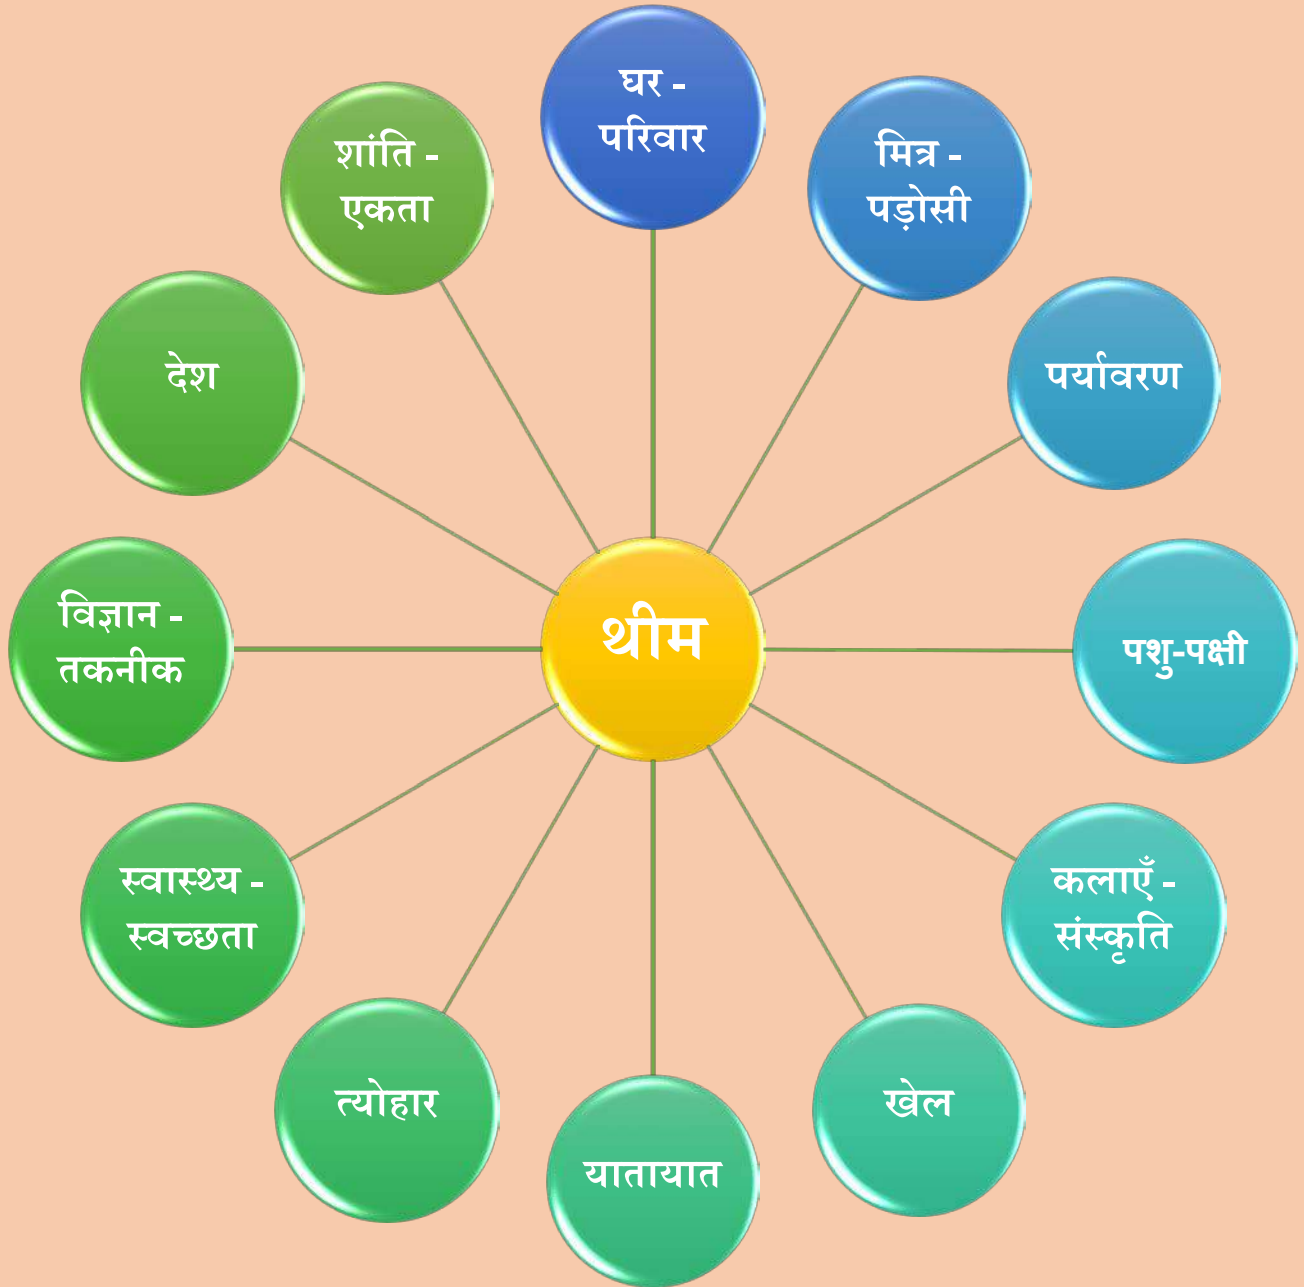 घर -
परिवार
मित्र -
पड़ोसी
पर्यावरण
पशु-पक्षी
कलाएँ -
संस्कृति
खेल
यातायात
त्योहार
स्वास्थ्य -
स्वच्छता
विज्ञान -
तकनीक
देश
शांति -
एकता
थीम